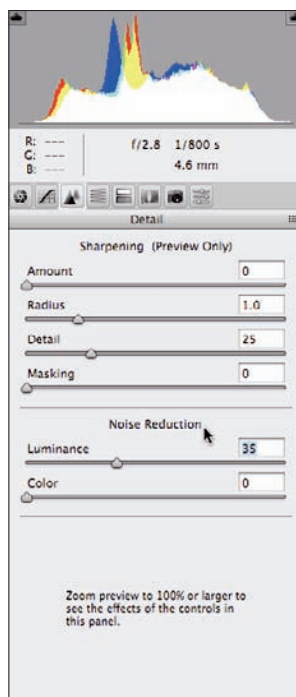 R: ---
G: ---
B: ---
f/2.8 1/800 s
4.6 mm
Detail
Sharpening (Preview Only)
Amount 0
Radius 1.0
Detail 25
Masking 0
Noise Reduction
Luminance 35
Color 0
Zoom preview to 100% or larger to
see the effects of the controls in
this panel.